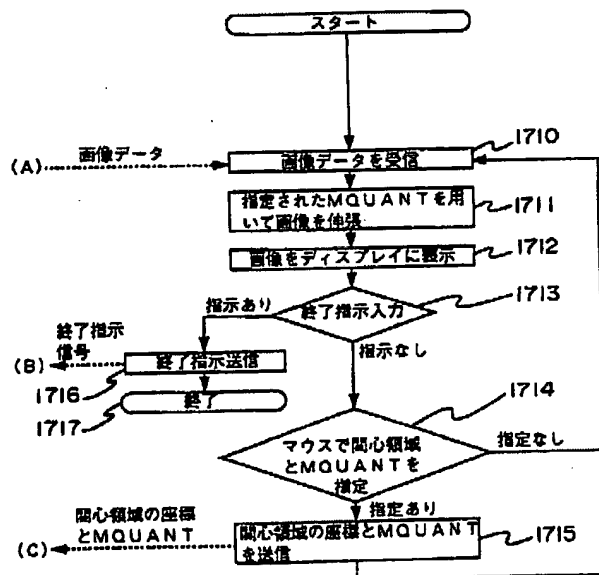 スタート
1710
(A)
画像データ
画像データを受信
指定されたMQUANTを用
いて画像を伸張
1711
1712
画像をディスプレイに表示
1713
指示あり
終了指示入力
終了指示
信号
(B)
終了指示送信
指示なし
1716
終了
1717
1714
マウスで関心領域
とMQUANTを
指定
指定なし
指定あり
関心領域の座標
とMQUANT
(C)
関心領域の座標とMQUANT
を送信
1715